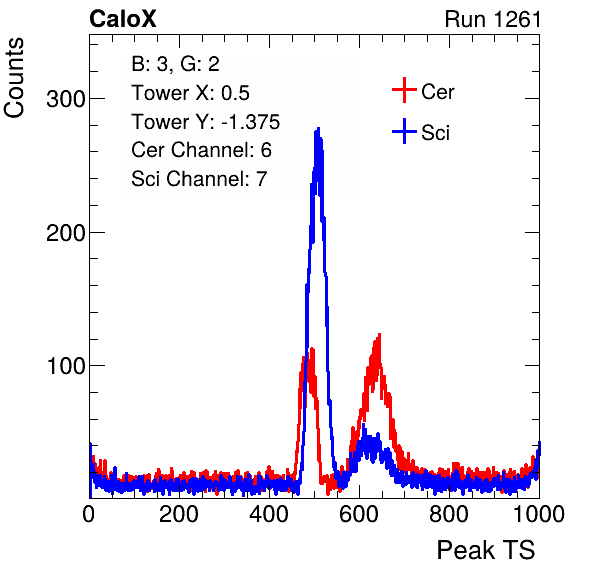 CaloX Run 1261
Counts
B: 3, G: 2
Tower X: 0.5
Tower Y: -1.375
Cer Channel: 6
Sci Channel: 7
Cer
Sci
300
200
100
0 200 400 600 800 1000
Peak TS